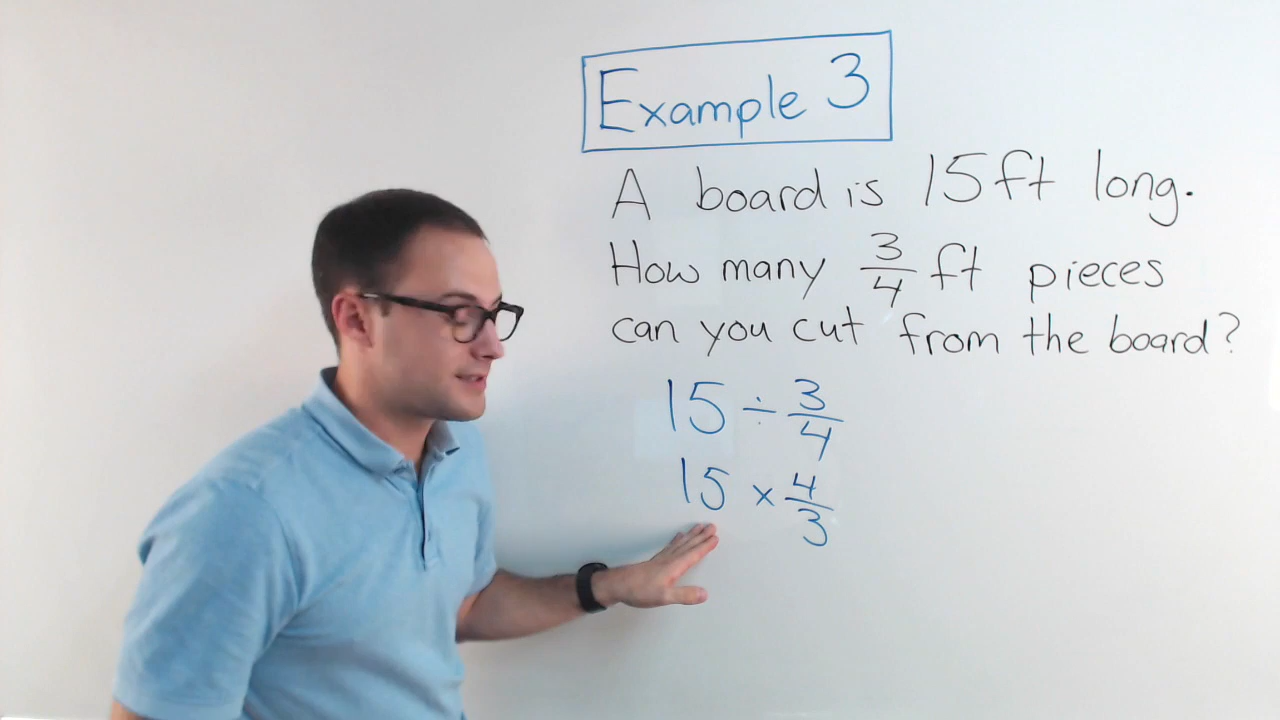 Example 3
A board is 15ft long.
How many 3/4 ft pieces
can you cut from the board?
15 ÷ 3/4
15 × 4/3